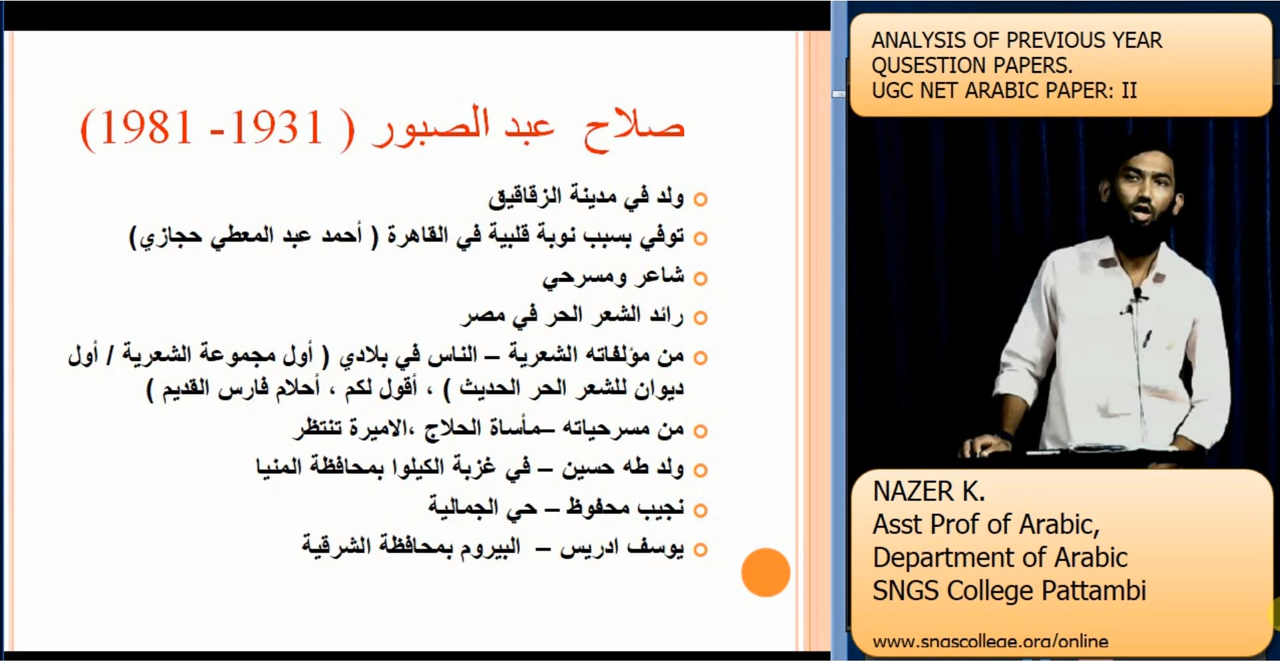 صلاح عبد الصبور ( 1931- 1981)
ولد في مدينة الزقاقيق
توفي بسبب نوبة قلبية في القاهرة ( أحمد عبد المعطي حجازي)
شاعر ومسرحي
رائد الشعر الحر في مصر
من مؤلفاته الشعرية – الناس في بلادي ( أول مجموعة الشعرية / أول
ديوان للشعر الحر الحديث ) ، أقول لكم ، أحلام فارس القديم )
من مسرحياته –مأساة الحلاج ،الاميرة تنتظر
ولد طه حسين – في غزبة الكيلوا بمحافظة المنيا
نجيب محفوظ – حي الجمالية
يوسف ادريس – البيروم بمحافظة الشرقية
ANALYSIS OF PREVIOUS YEAR
QUSESTION PAPERS.
UGC NET ARABIC PAPER: II
NAZER K.
Asst Prof of Arabic,
Department of Arabic
SNGS College Pattambi
www.sngscollege.org/online